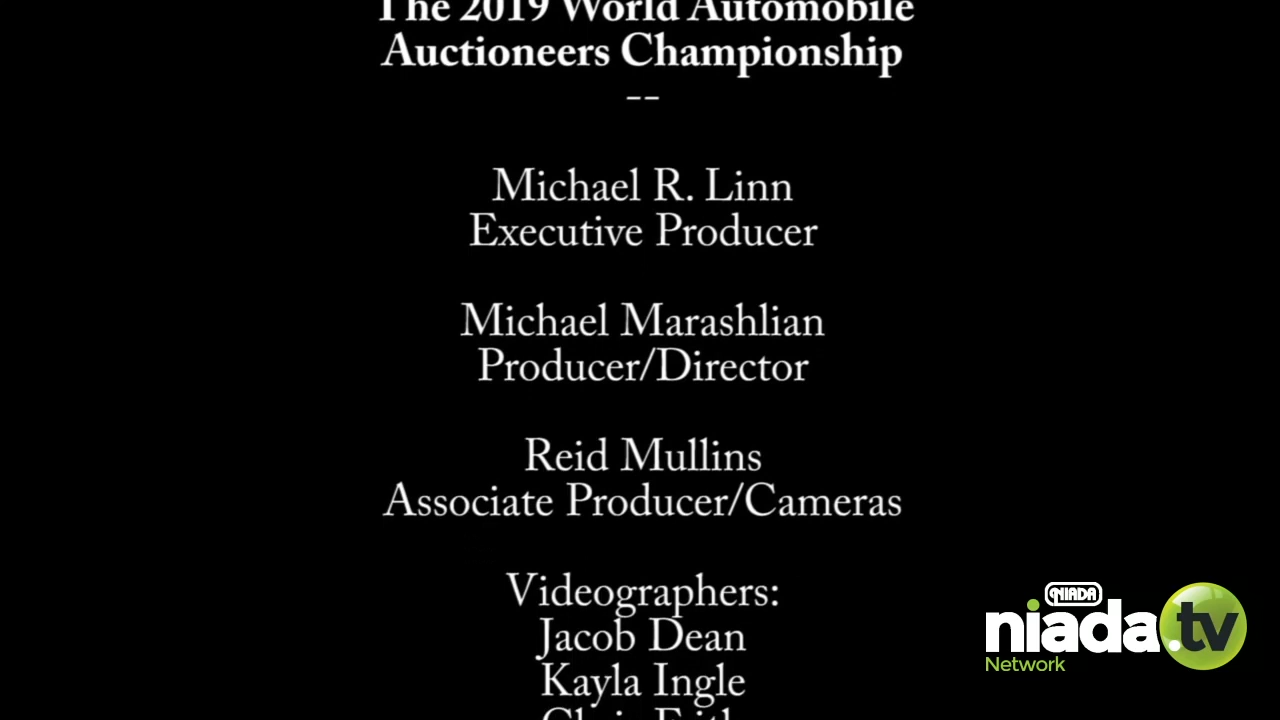 The 2019 World Automobile
Auctioneers Championship
--
Michael R. Linn
Executive Producer
Michael Marashlian
Producer/Director
Reid Mullins
Associate Producer/Cameras
Videographers:
Jacob Dean
Kayla Ingle
Chris
NIADA
niada.tv
Network